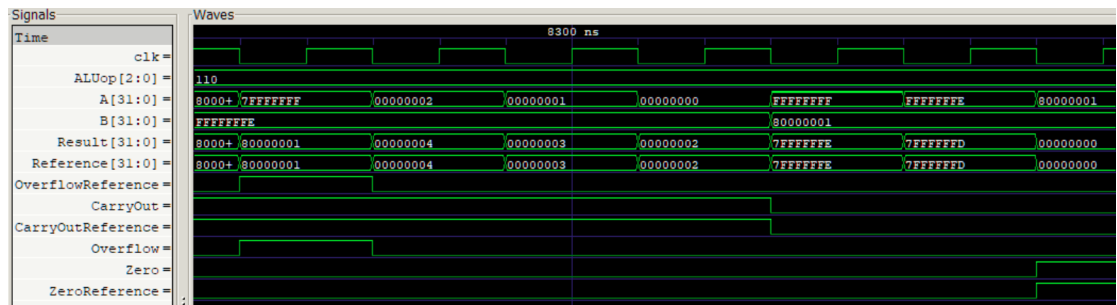 Signals Waves
Time 8300 ns
clk=
ALUop[2:0]= 110
A[31:0]= 8000+ 7FFFFFFF 00000002 00000001 00000000 FFFFFFFF FFFFFFFE 80000001
B[31:0]= FFFFFFFE 80000001
Result[31:0]= 8000+ 80000001 00000004 00000003 00000002 7FFFFFFE 7FFFFFFD 00000000
Reference[31:0]= 8000+ 80000001 00000004 00000003 00000002 7FFFFFFE 7FFFFFFD 00000000
OverflowReference=
CarryOut=
CarryOutReference=
Overflow=
Zero=
ZeroReference=